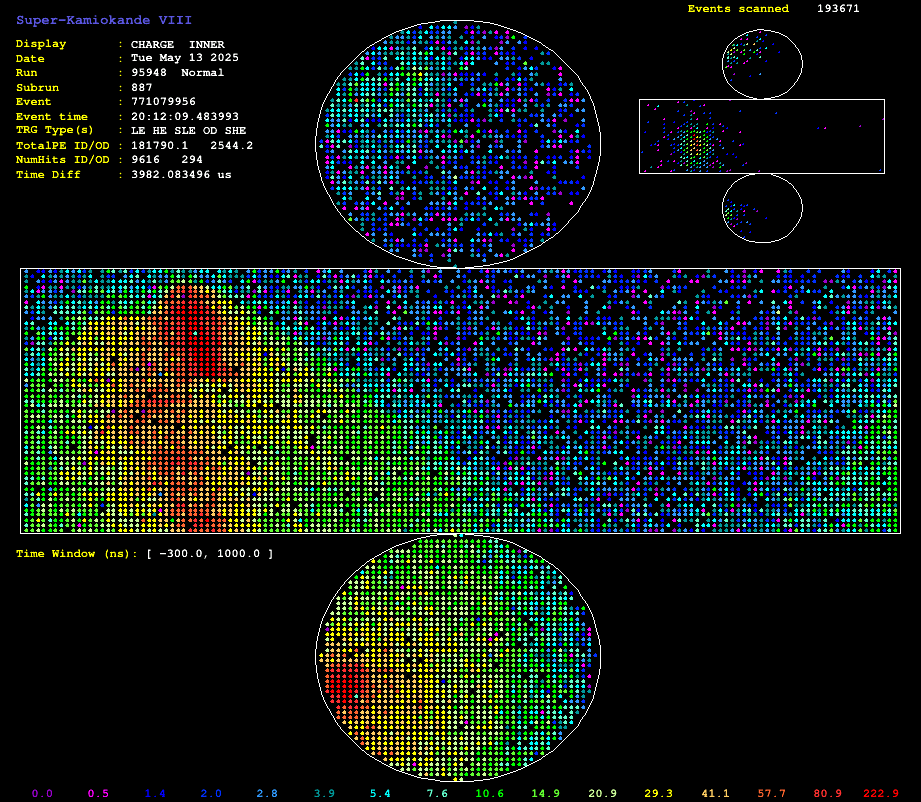 Super-Kamiokande VIII
Events scanned 193671
Display : CHARGE INNER
Date : Tue May 13 2025
Run : 95948 Normal
Subrun : 887
Event : 771079956
Event time : 20:12:09.483993
TRG Type(s) : LE HE SLE OD SHE
TotalPE ID/OD : 181790.1 2544.2
NumHits ID/OD : 9616 294
Time Diff : 3982.083496 us
Time Window (ns): [ -300.0, 1000.0 ]
0.0 0.5 1.4 2.0 2.8 3.9 5.4 7.6 10.6 14.9 20.9 29.3 41.1 57.7 80.9 222.9